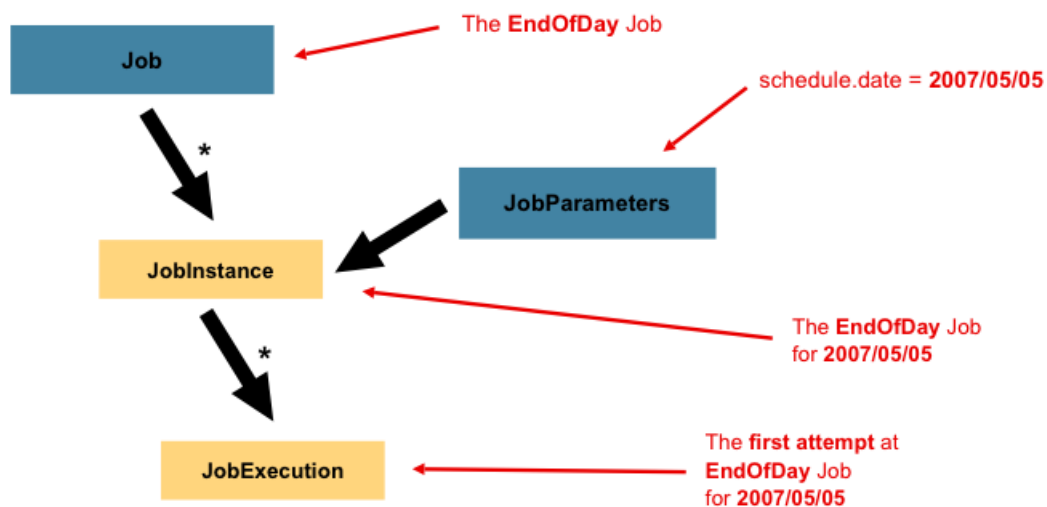 The EndOfDay Job
Job
schedule.date = 2007/05/05
*
JobParameters
JobInstance
The EndOfDay Job
for 2007/05/05
*
The first attempt at
EndOfDay Job
for 2007/05/05
JobExecution